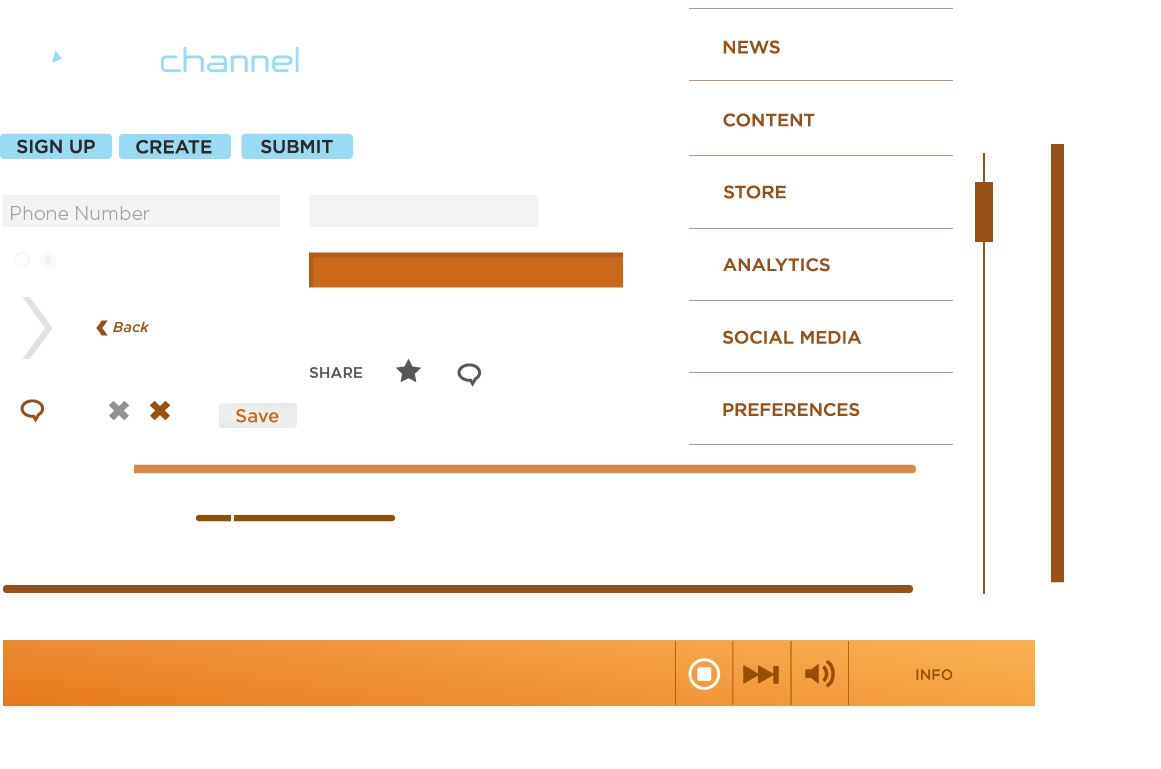 channel
SIGN UP
CREATE
SUBMIT
Phone Number
Back
SHARE
Save
NEWS
CONTENT
STORE
ANALYTICS
SOCIAL MEDIA
PREFERENCES
INFO